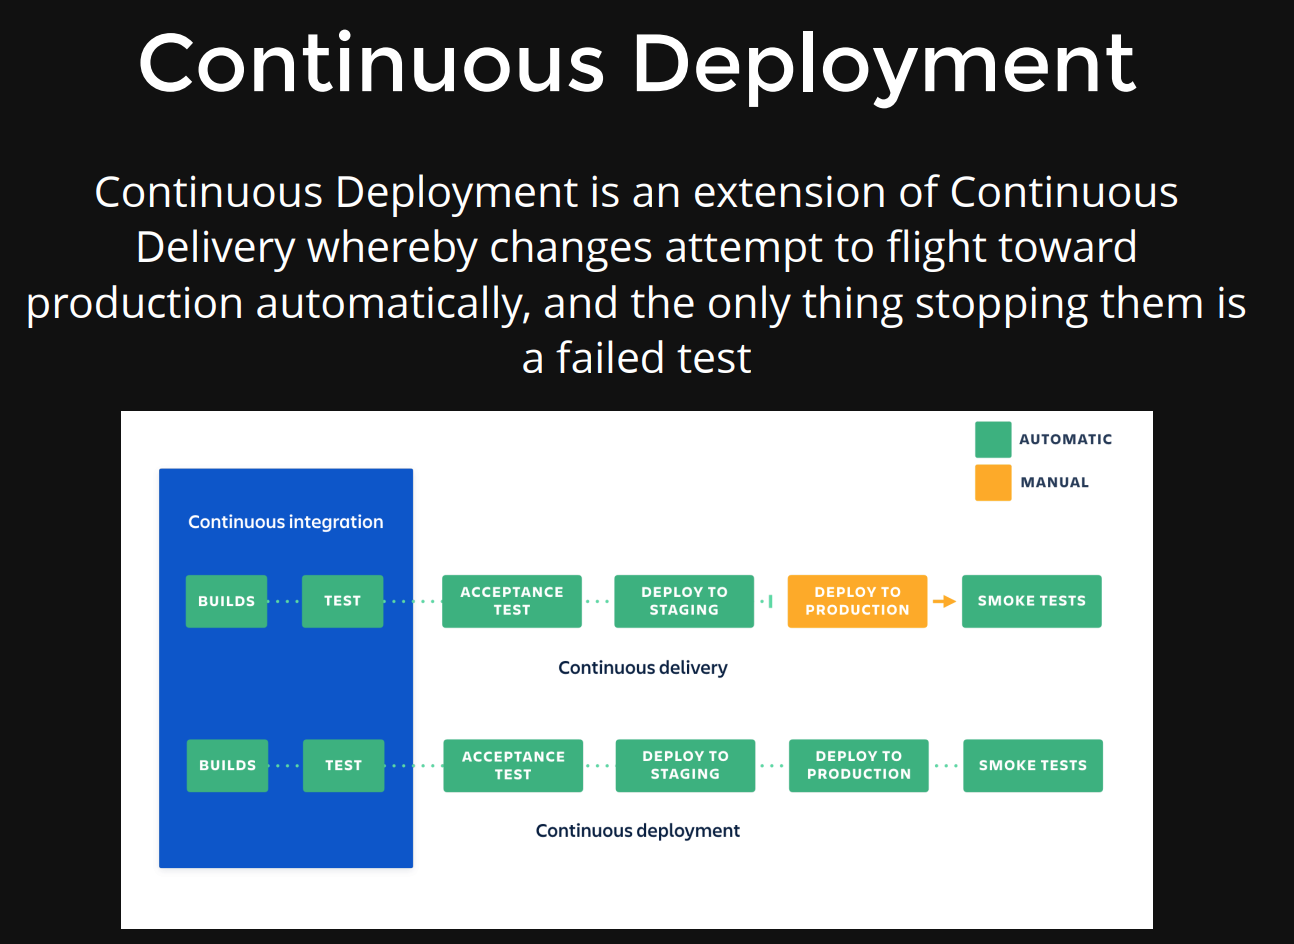 Continuous Deployment
Continuous Deployment is an extension of Continuous
Delivery whereby changes attempt to flight toward
production automatically, and the only thing stopping them is
a failed test
AUTOMATIC
MANUAL
Continuous integration
BUILDS
TEST
ACCEPTANCE
TEST
DEPLOY TO
STAGING
DEPLOY TO
PRODUCTION
SMOKE TESTS
Continuous delivery
BUILDS
TEST
ACCEPTANCE
TEST
DEPLOY TO
STAGING
DEPLOY TO
PRODUCTION
SMOKE TESTS
Continuous deployment